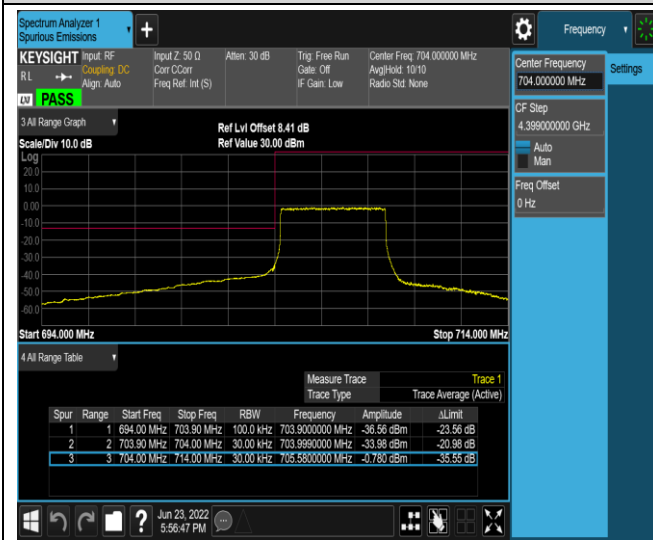 Spectrum Analyzer 1
Spurious Emissions
Frequency
KEYSIGHT
Input: RF
Coupling: DC
Align: Auto
R L
LXI
PASS
Input Z: 50 Ω
Corr CCorr
Freq Ref: Int (S)
Atten: 30 dB
Trig: Free Run
Gate: Off
IF Gain: Low
Center Freq: 704.000000 MHz
Avg|Hold: 10/10
Radio Std: None
Center Frequency
704.000000 MHz
Settings
CF Step
4.399000000 GHz
Auto
Man
Freq Offset
0 Hz
3 All Range Graph
Scale/Div 10.0 dB
Ref Lvl Offset 8.41 dB
Ref Value 30.00 dBm
Log
20.0
10.0
0.00
-10.0
-20.0
-30.0
-40.0
-50.0
-60.0
Start 694.000 MHz
Stop 714.000 MHz
4 All Range Table
Measure Trace Trace 1
Trace Type Trace Average (Active)
Spur Range Start Freq Stop Freq RBW Frequency Amplitude ΔLimit
1 1 694.00 MHz 703.90 MHz 100.0 kHz 703.9000000 MHz -36.56 dBm -23.56 dB
2 2 703.90 MHz 704.00 MHz 30.00 kHz 703.9990000 MHz -33.98 dBm -20.98 dB
3 3 704.00 MHz 714.00 MHz 30.00 kHz 705.5800000 MHz -0.780 dBm -35.55 dB
Jun 23, 2022
5:56:47 PM